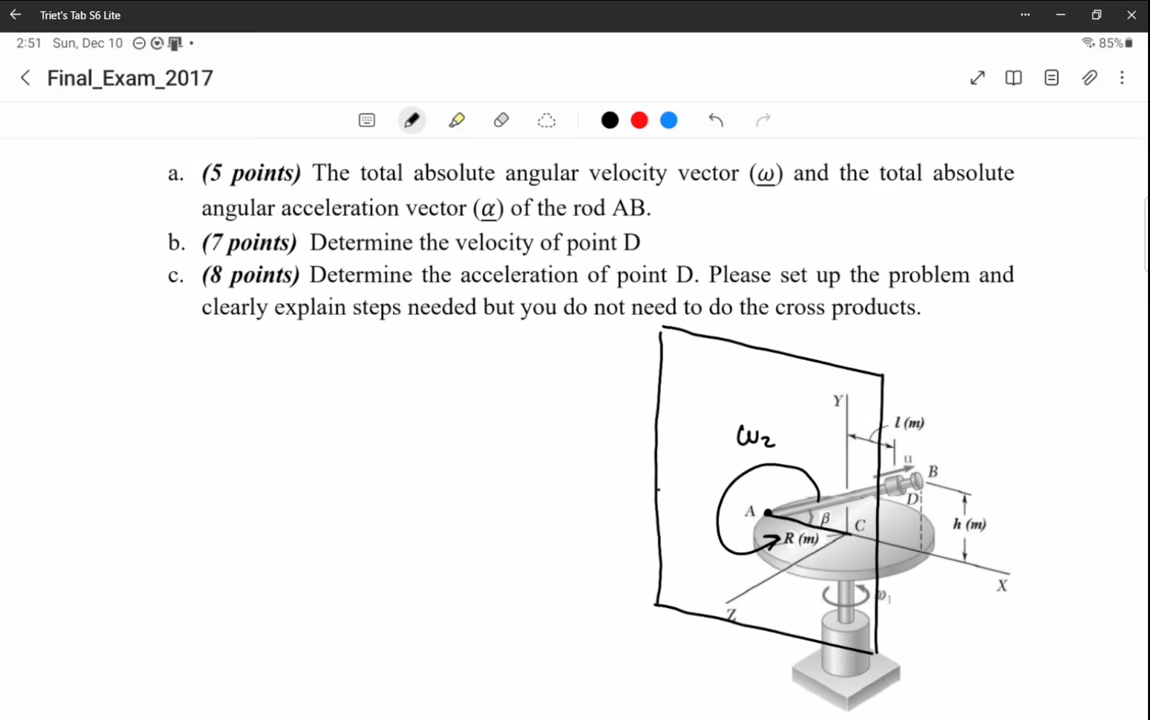 Triet's Tab S6 Lite
2:51 Sun, Dec 10
85%
Final_Exam_2017
a. (5 points) The total absolute angular velocity vector (ω) and the total absolute
angular acceleration vector (α) of the rod AB.
b. (7 points) Determine the velocity of point D
c. (8 points) Determine the acceleration of point D. Please set up the problem and
clearly explain steps needed but you do not need to do the cross products.
Y
l (m)
ω2
u
B
D
A
β
C
h (m)
R (m)
X
ω1
Z